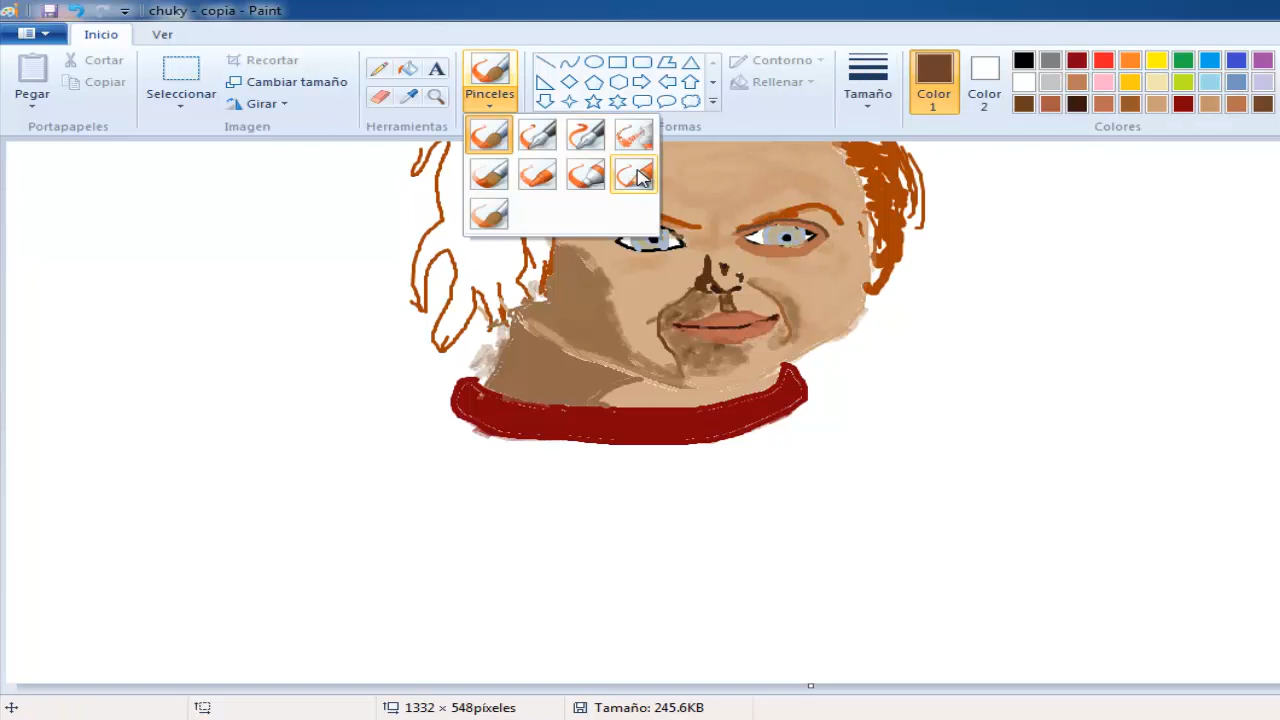 chuky - copia - Paint
Inicio
Ver
Pegar
Cortar
Copiar
Portapapeles
Seleccionar
Recortar
Cambiar tamaño
Girar
Imagen
A
Herramientas
Pinceles
Formas
Contorno
Rellenar
Tamaño
Color 1
Color 2
Colores
1332 × 548píxeles
Tamaño: 245.6KB